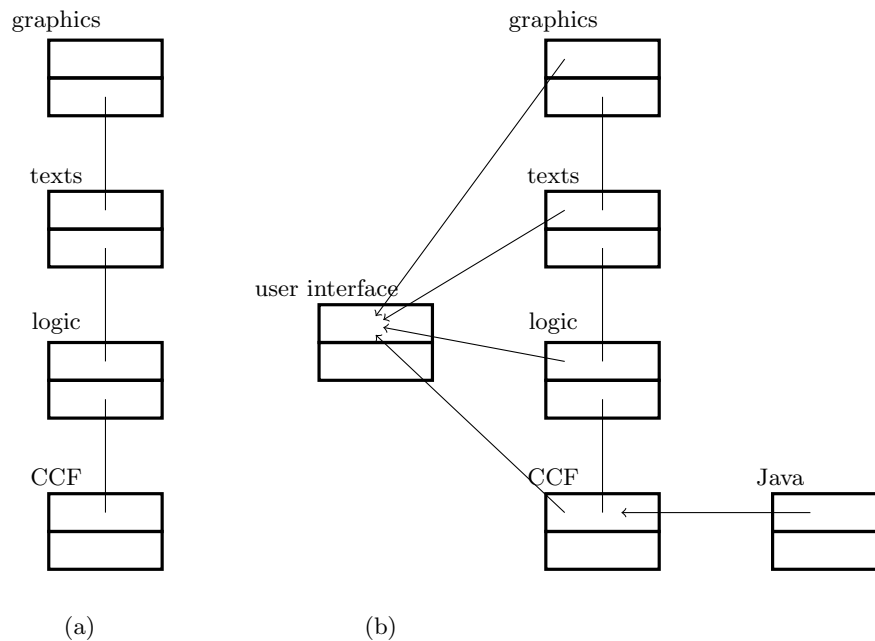 graphics
graphics
texts
texts
user interface
logic
logic
CCF
CCF
Java
(a)
(b)